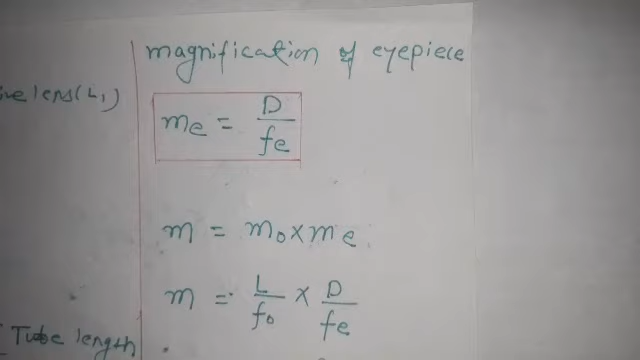 magnification of eyepiece
lens(L₁)
me = D/fe
m = mo x me
m = L/fo x D/fe
Tube length